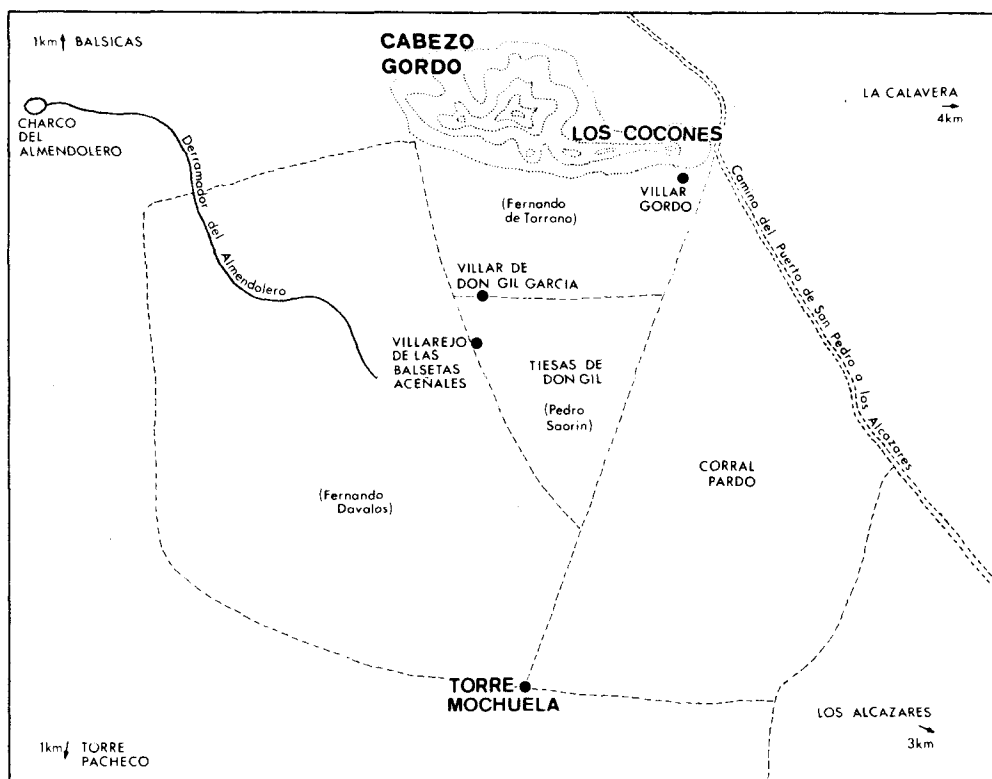 1km BALSICAS
CABEZO
GORDO
LA CALAVERA
4km
CHARCO
DEL
ALMENDOLERO
Derramador del Almendolero
LOS COCONES
VILLAR
GORDO
(Fernando
de Torrano)
Camino del Puerto de San Pedro a los Alcazares
VILLAR DE
DON GIL GARCIA
VILLAREJO
DE LAS
BALSETAS
ACEÑALES
TIESAS DE
DON GIL
(Pedro
Saorin)
CORRAL
PARDO
(Fernando
Davalos)
TORRE
MOCHUELA
LOS ALCAZARES
3km
1km TORRE
PACHECO